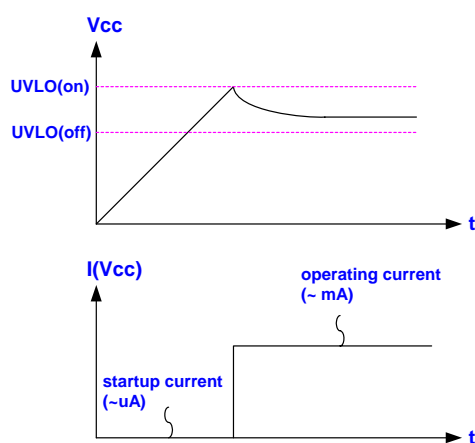 Vcc
UVLO(on)
UVLO(off)
t
I(Vcc)
operating current
(~ mA)
startup current
(~uA)
t